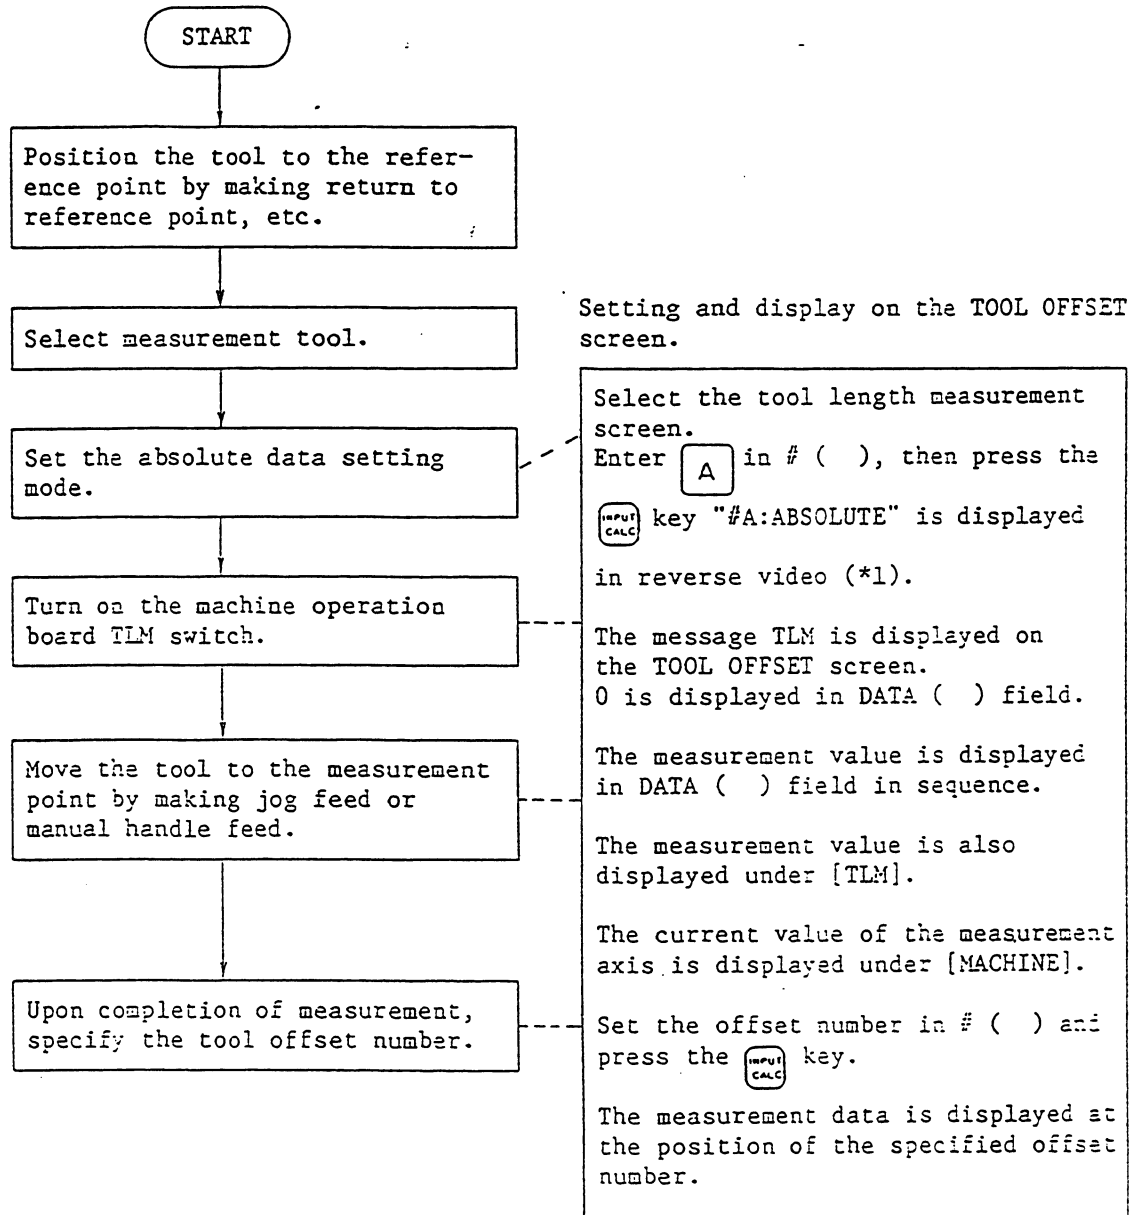 START
Position the tool to the refer-
ence point by making return to
reference point, etc.
Select measurement tool.
Set the absolute data setting
mode.
Turn on the machine operation
board TLM switch.
Move the tool to the measurement
point by making jog feed or
manual handle feed.
Upon completion of measurement,
specify the tool offset number.
Setting and display on the TOOL OFFSET
screen.
Select the tool length measurement
screen.
Enter A in # (  ), then press the
INPUT CALC key "#A:ABSOLUTE" is displayed
in reverse video (*1).
The message TLM is displayed on
the TOOL OFFSET screen.
0 is displayed in DATA (  ) field.
The measurement value is displayed
in DATA (  ) field in sequence.
The measurement value is also
displayed under [TLM].
The current value of the measurement
axis is displayed under [MACHINE].
Set the offset number in # (  ) and
press the INPUT CALC key.
The measurement data is displayed at
the position of the specified offset
number.